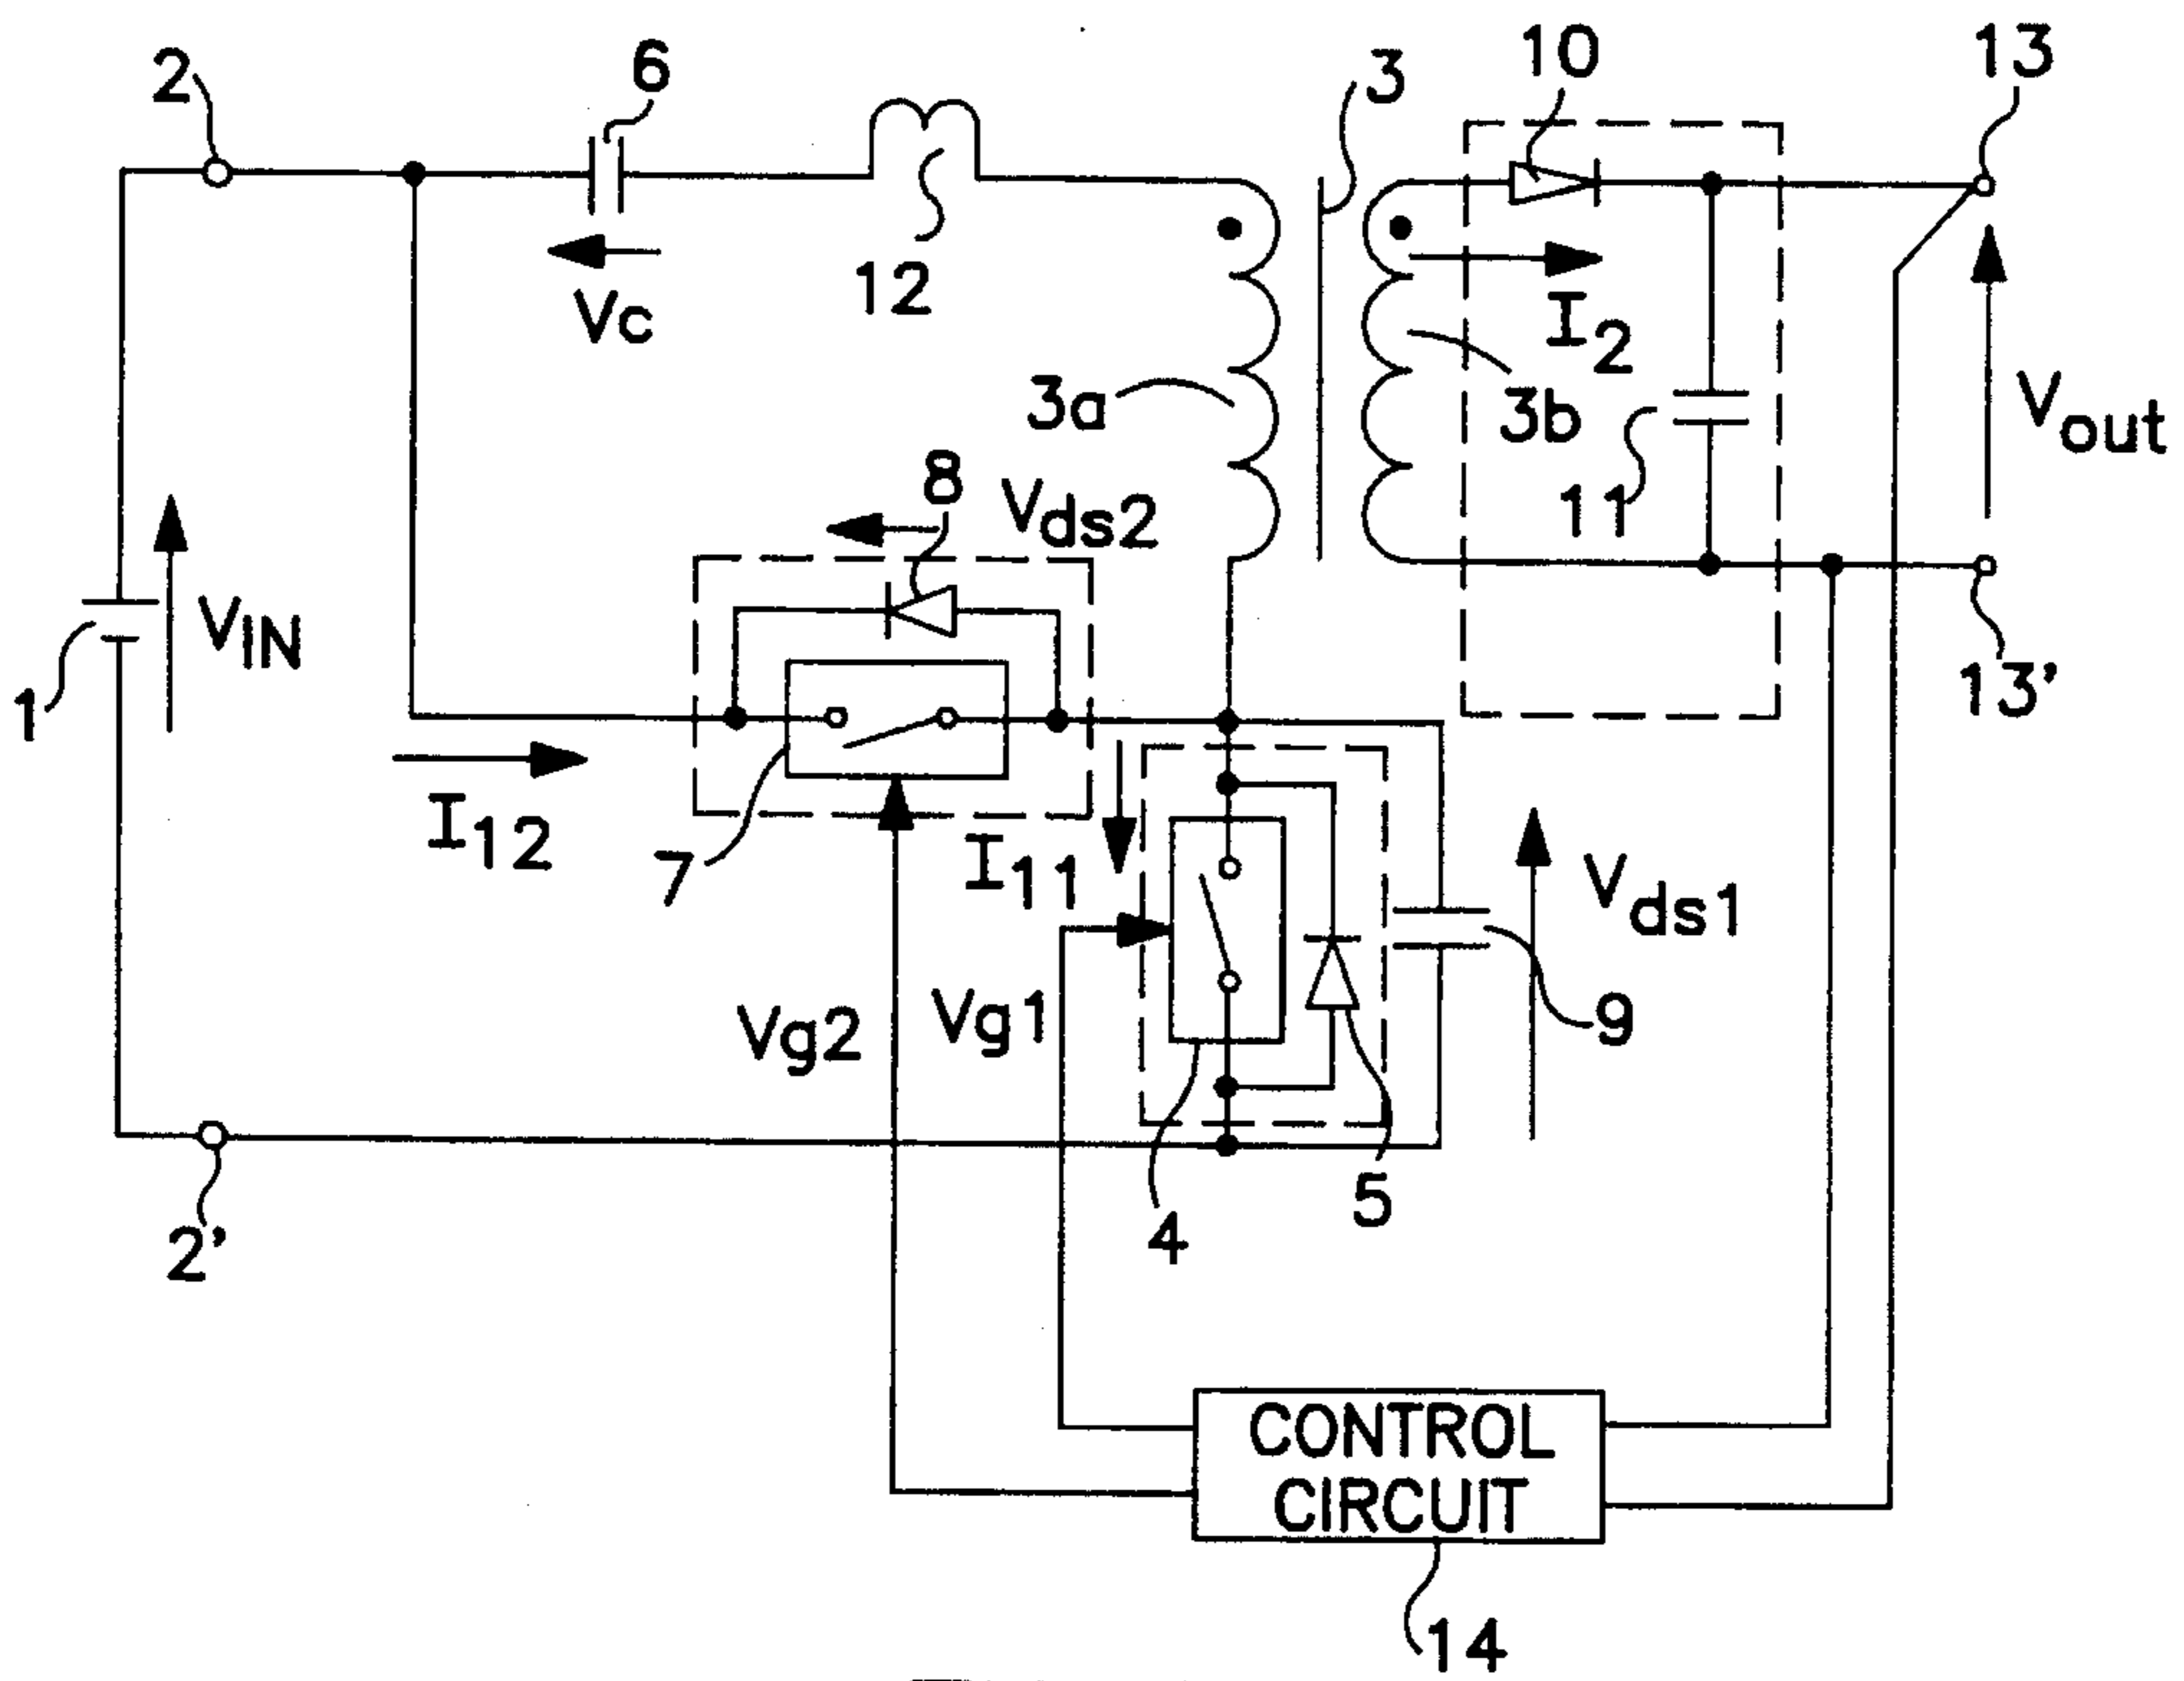 2
6
3
10
13
Vc
12
I2
3a
3b
Vout
11
8
Vds2
VIN
1
13'
I12
7
I11
Vds1
Vg2
Vg1
9
4
5
2'
CONTROL
CIRCUIT
14